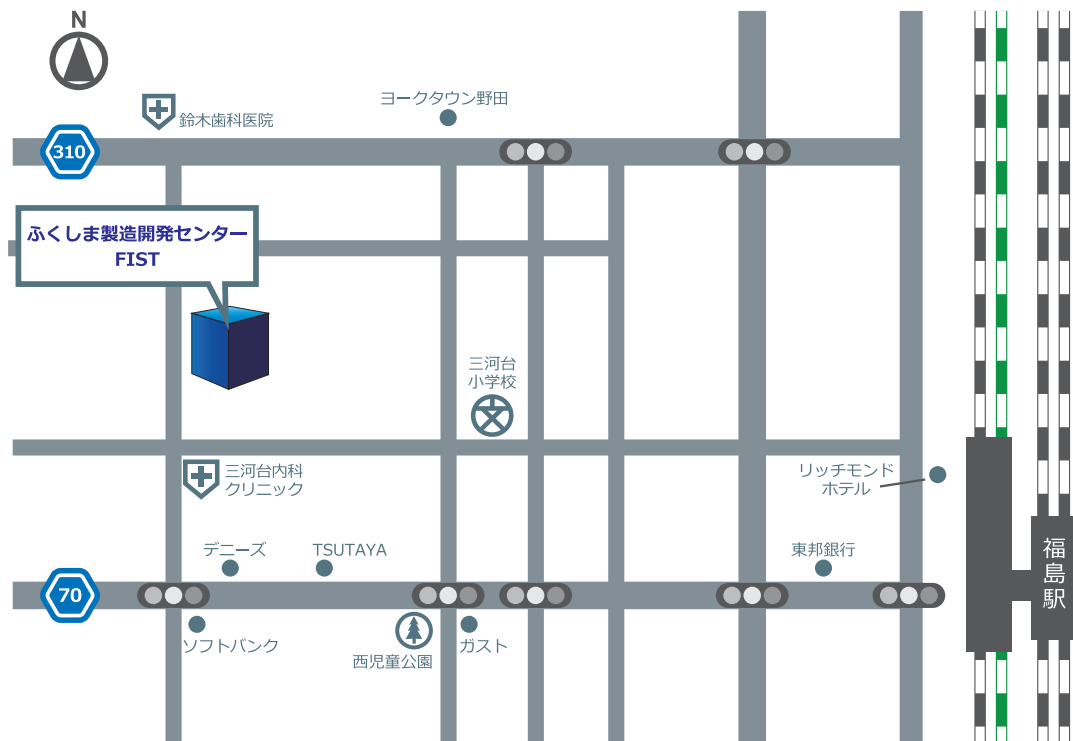 N
ヨークタウン野田
鈴木歯科医院
310
ふくしま製造開発センター
FIST
三河台
小学校
三河台内科
クリニック
リッチモンド
ホテル
デニーズ
TSUTAYA
東邦銀行
福島駅
70
ソフトバンク
西児童公園
ガスト